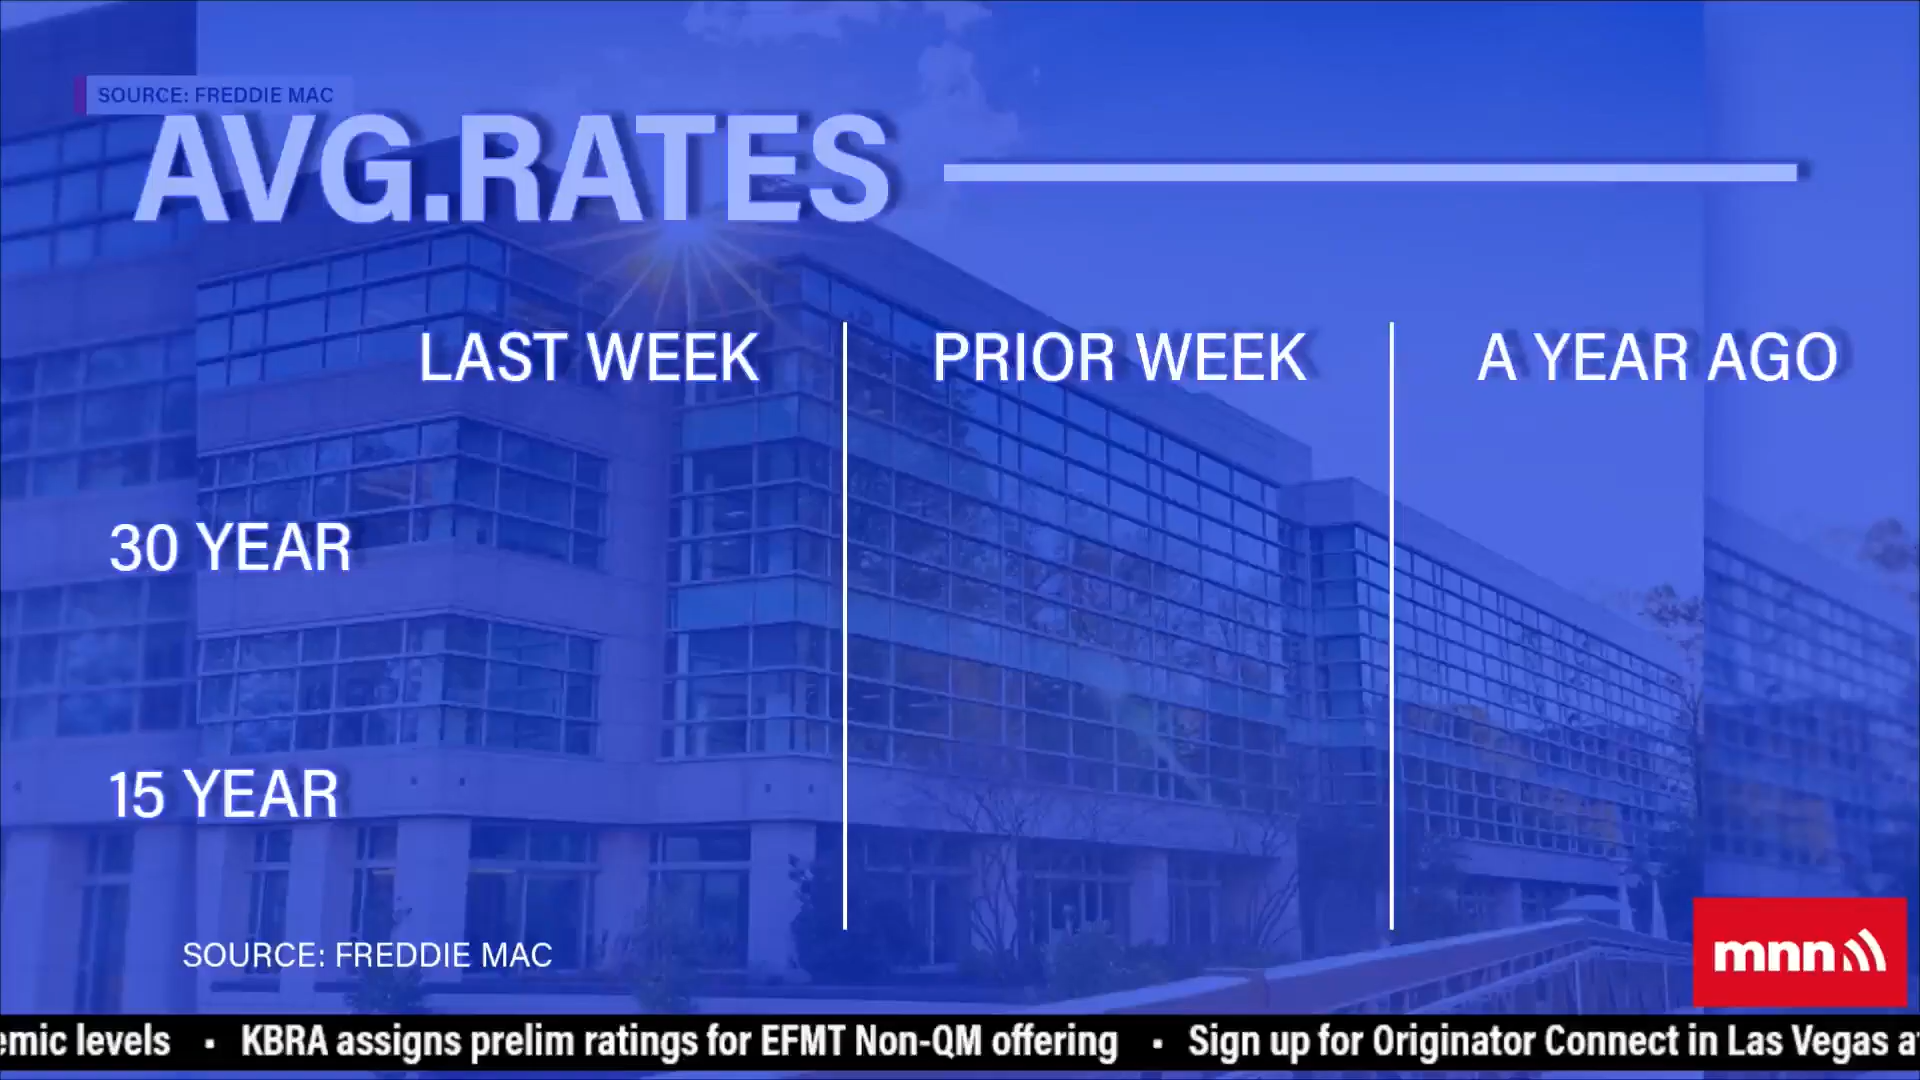 SOURCE: FREDDIE MAC
AVG.RATES
LAST WEEK
PRIOR WEEK
A YEAR AGO
30 YEAR
15 YEAR
SOURCE: FREDDIE MAC
mnn
emic levels • KBRA assigns prelim ratings for EFMT Non-QM offering • Sign up for Originator Connect in Las Vegas a